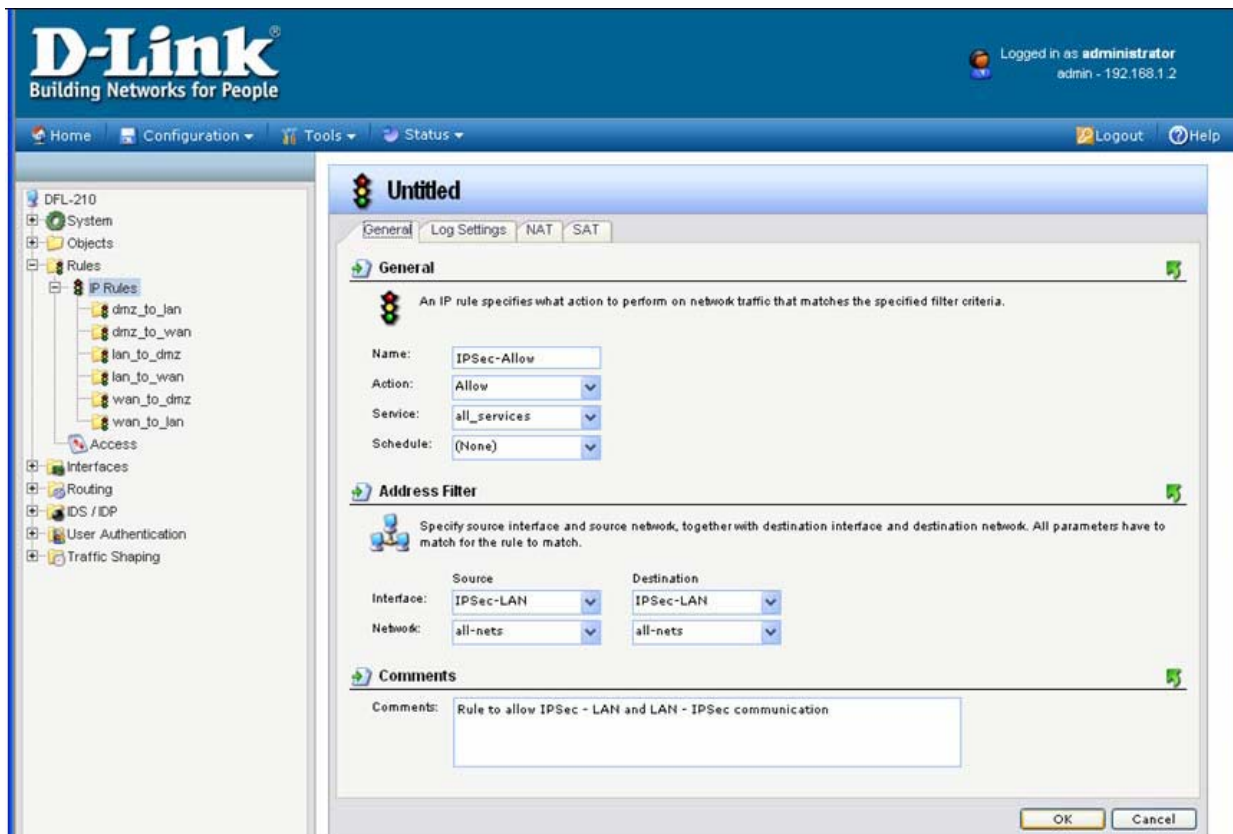 D-Link®
Building Networks for People
Logged in as administrator
admin - 192.168.1.2
Home
Configuration
Tools
Status
Logout
Help
DFL-210
System
Objects
Rules
IP Rules
dmz_to_lan
dmz_to_wan
lan_to_dmz
lan_to_wan
wan_to_dmz
wan_to_lan
Access
Interfaces
Routing
IDS / IDP
User Authentication
Traffic Shaping
Untitled
General
Log Settings
NAT
SAT
General
An IP rule specifies what action to perform on network traffic that matches the specified filter criteria.
Name: IPSec-Allow
Action: Allow
Service: all_services
Schedule: (None)
Address Filter
Specify source interface and source network, together with destination interface and destination network. All parameters have to
match for the rule to match.
Source Destination
Interface: IPSec-LAN IPSec-LAN
Network: all-nets all-nets
Comments
Comments: Rule to allow IPSec - LAN and LAN - IPSec communication
OK
Cancel